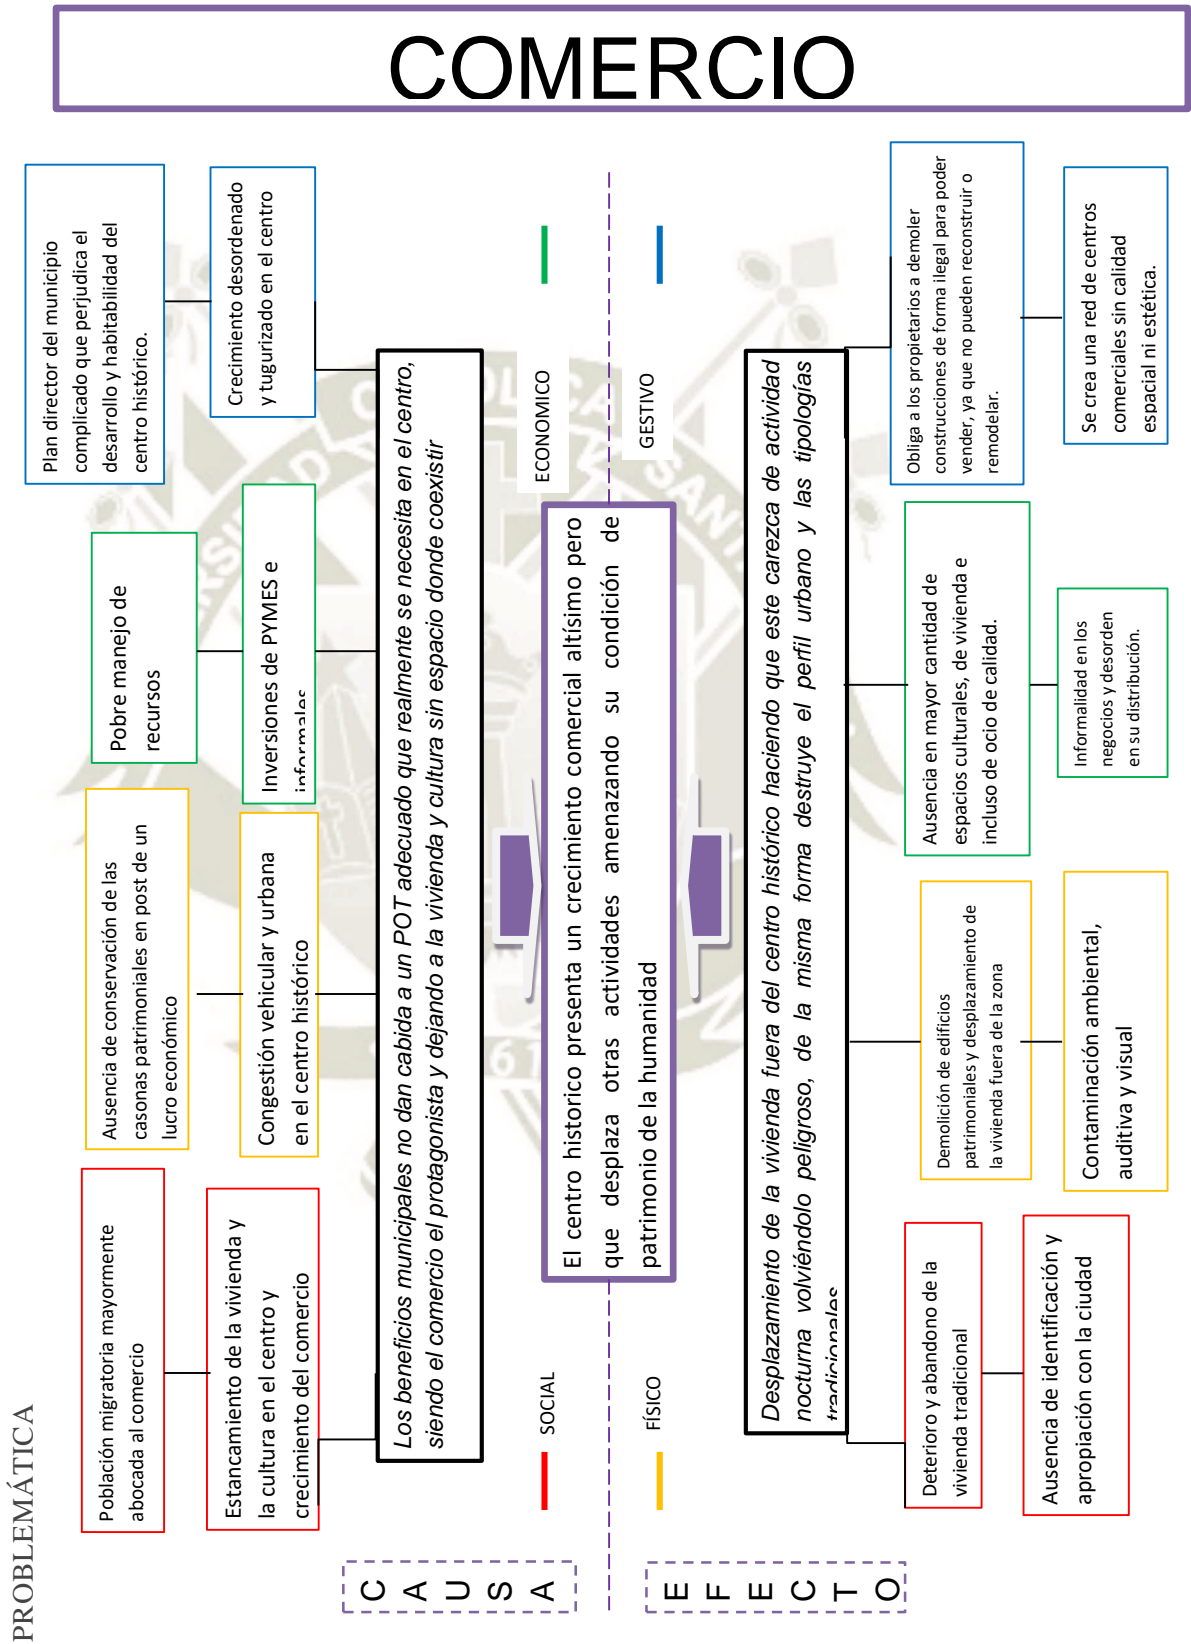 COMERCIO
PROBLEMÁTICA
CAUSA
Población migratoria mayormente
abocada al comercio
Estancamiento de la vivienda y
la cultura en el centro y
crecimiento del comercio
Ausencia de conservación de las
casonas patrimoniales en post de un
lucro económico
Congestión vehicular y urbana
en el centro histórico
Pobre manejo de
recursos
Inversiones de PYMES e
informales
Plan director del municipio
complicado que perjudica el
desarrollo y habitabilidad del
centro histórico.
Crecimiento desordenado
y tugurizado en el centro
Los beneficios municipales no dan cabida a un POT adecuado que realmente se necesita en el centro,
siendo el comercio el protagonista y dejando a la vivienda y cultura sin espacio donde coexistir
SOCIAL
ECONOMICO
El centro historico presenta un crecimiento comercial altísimo pero
que desplaza otras actividades amenazando su condición de
patrimonio de la humanidad
FÍSICO
GESTIVO
EFECTO
Desplazamiento de la vivienda fuera del centro histórico haciendo que este carezca de actividad
nocturna volviéndolo peligroso, de la misma forma destruye el perfil urbano y las tipologías
tradicionales
Deterioro y abandono de la
vivienda tradicional
Ausencia de identificación y
apropiación con la ciudad
Demolición de edificios
patrimoniales y desplazamiento de
la vivienda fuera de la zona
Contaminación ambiental,
auditiva y visual
Ausencia en mayor cantidad de
espacios culturales, de vivienda e
incluso de ocio de calidad.
Informalidad en los
negocios y desorden
en su distribución.
Obliga a los propietarios a demoler
construcciones de forma ilegal para poder
vender, ya que no pueden reconstruir o
remodelar.
Se crea una red de centros
comerciales sin calidad
espacial ni estética.